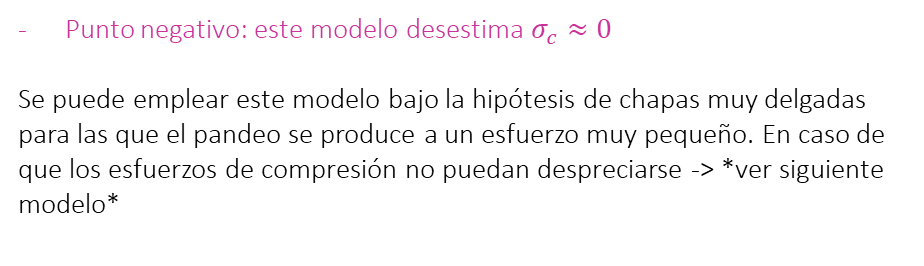 - Punto negativo: este modelo desestima σc ≈ 0
Se puede emplear este modelo bajo la hipótesis de chapas muy delgadas
para las que el pandeo se produce a un esfuerzo muy pequeño. En caso de
que los esfuerzos de compresión no puedan despreciarse -> *ver siguiente
modelo*